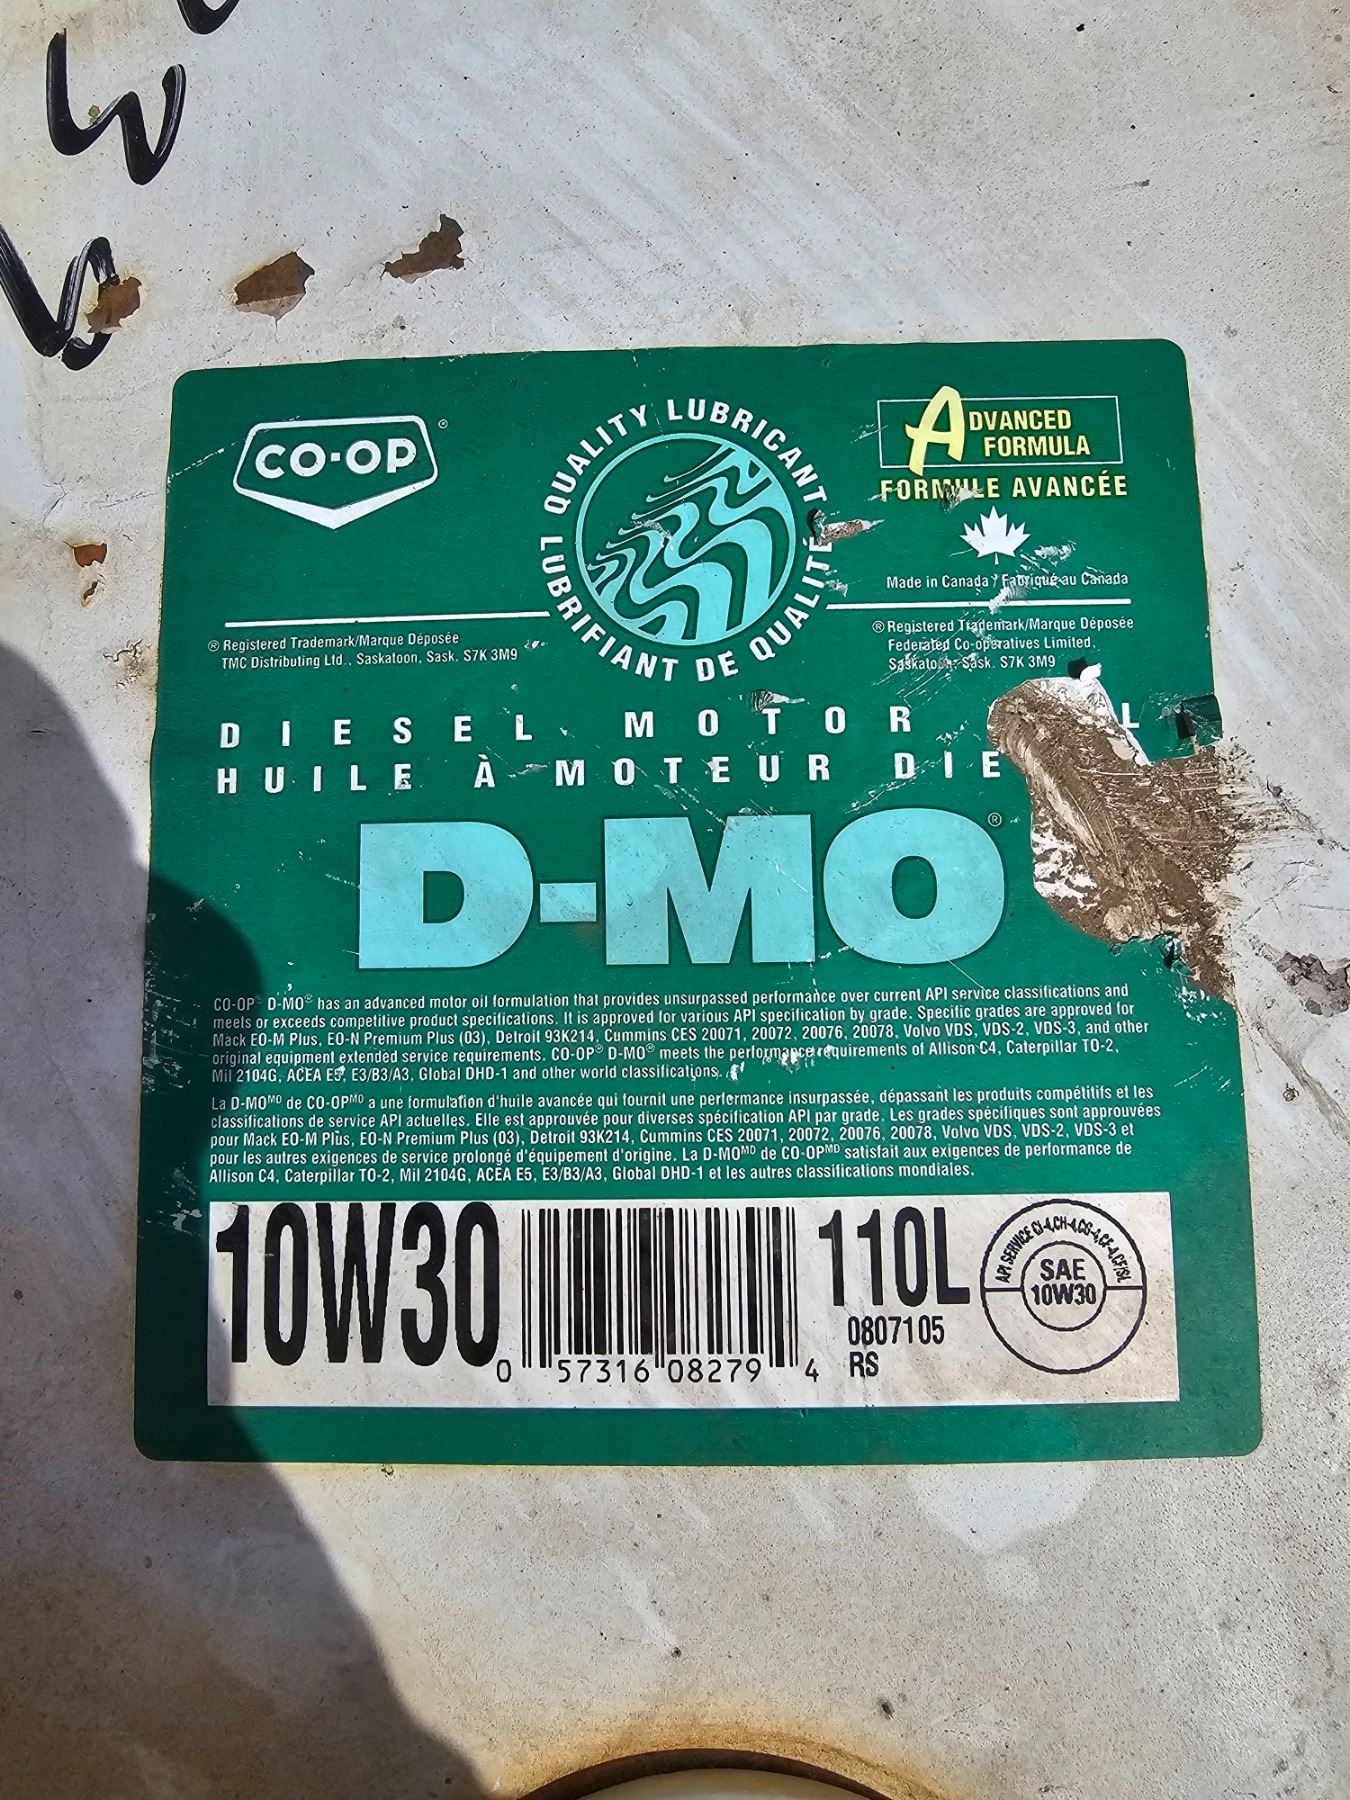 CO-OP®
QUALITY LUBRICANT
LUBRIFIANT DE QUALITÉ
ADVANCED
FORMULA
FORMULE AVANCÉE
Made in Canada / Fabriqué au Canada
® Registered Trademark/Marque Déposée
TMC Distributing Ltd., Saskatoon, Sask. S7K 3M9
® Registered Trademark/Marque Déposée
Federated Co-operatives Limited,
Saskatoon, Sask. S7K 3M9
DIESEL MOTOR
HUILE À MOTEUR
D-MO®
CO-OP® D-MO® has an advanced motor oil formulation that provides unsurpassed performance over current API service classifications and
meets or exceeds competitive product specifications. It is approved for various API specification by grade. Specific grades are approved for
Mack EO-M Plus, EO-N Premium Plus (03), Detroit 93K214, Cummins CES 20071, 20072, 20076, 20078, Volvo VDS, VDS-2, VDS-3, and other
original equipment extended service requirements. CO-OP® D-MO® meets the performance requirements of Allison C4, Caterpillar TO-2,
Mil 2104G, ACEA E5, E3/B3/A3, Global DHD-1 and other world classifications.
La D-MOᴹᴰ de CO-OPᴹᴰ a une formulation d'huile avancée qui fournit une performance insurpassée, dépassant les produits compétitifs et les
classifications de service API actuelles. Elle est approuvée pour diverses spécification API par grade. Les grades spécifiques sont approuvées
pour Mack EO-M Plus, EO-N Premium Plus (03), Detroit 93K214, Cummins CES 20071, 20072, 20076, 20078, Volvo VDS, VDS-2, VDS-3 et
pour les autres exigences de service prolongé d'équipement d'origine. La D-MOᴹᴰ de CO-OPᴹᴰ satisfait aux exigences de performance de
Allison C4, Caterpillar TO-2, Mil 2104G, ACEA E5, E3/B3/A3, Global DHD-1 et les autres classifications mondiales.
10W30
0 57316 08279 4
110L
0807105
RS
API SERVICE CI-4,CH-4,CG-4,CF-4,CF/SL
SAE
10W30